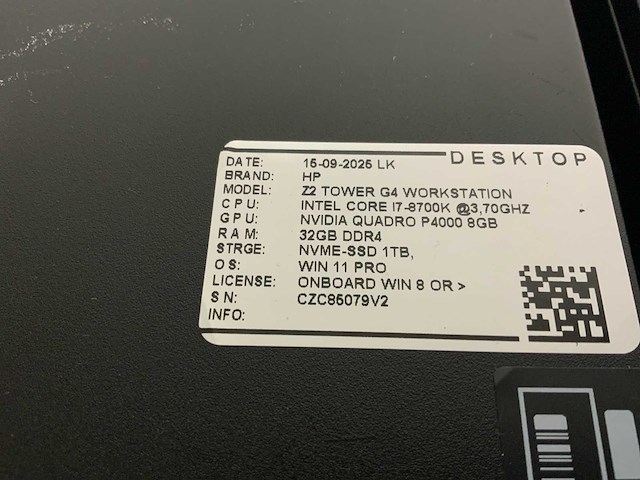 DESKTOP
DATE: 15-09-2025 LK
BRAND: HP
MODEL: Z2 TOWER G4 WORKSTATION
CPU: INTEL CORE I7-8700K @3,70GHZ
GPU: NVIDIA QUADRO P4000 8GB
RAM: 32GB DDR4
STRGE: NVME-SSD 1TB,
OS: WIN 11 PRO
LICENSE: ONBOARD WIN 8 OR >
SN: CZC85079V2
INFO: